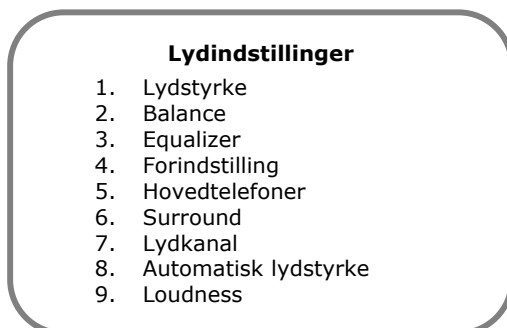 Lydindstillinger
1. Lydstyrke
2. Balance
3. Equalizer
4. Forindstilling
5. Hovedtelefoner
6. Surround
7. Lydkanal
8. Automatisk lydstyrke
9. Loudness